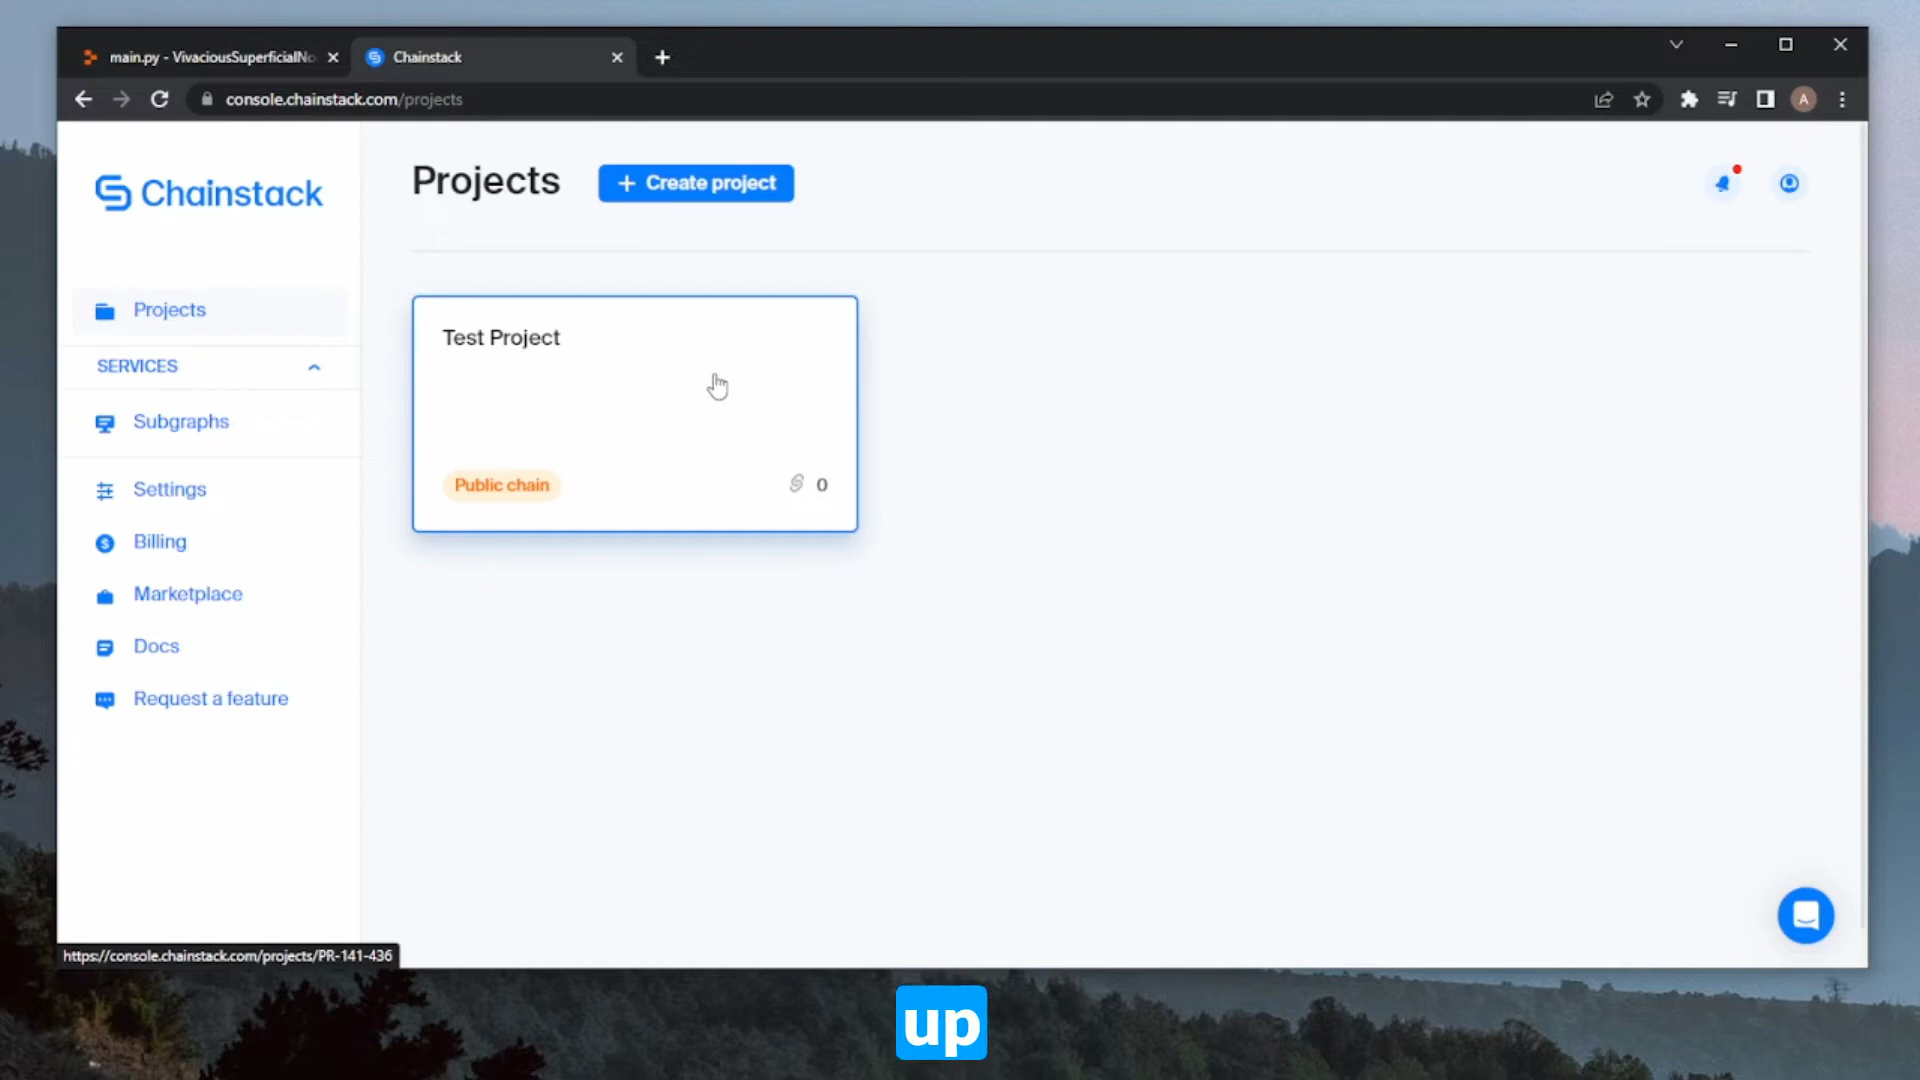 main.py - VivaciousSuperficialNo
Chainstack
console.chainstack.com/projects
A
Chainstack
Projects
+ Create project
Projects
SERVICES
Subgraphs
Settings
Billing
Marketplace
Docs
Request a feature
Test Project
Public chain
0
https://console.chainstack.com/projects/PR-141-436
up